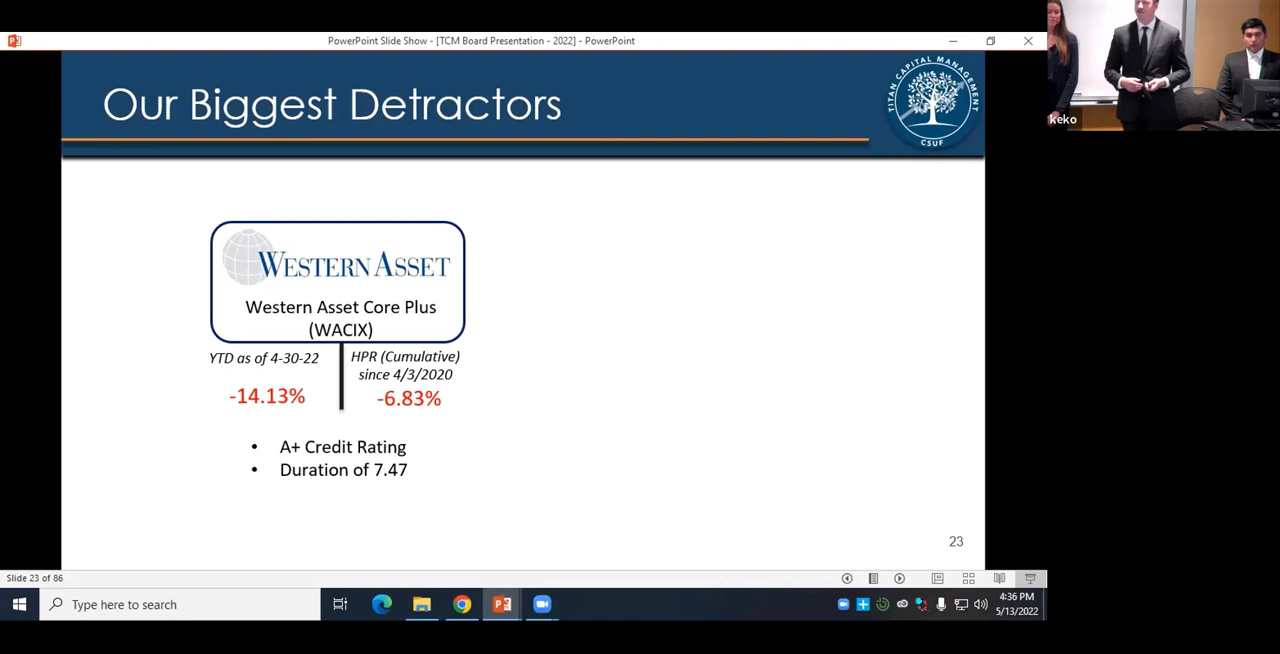 PowerPoint Slide Show - [TCM Board Presentation - 2022] - PowerPoint
Our Biggest Detractors
TITAN CAPITAL MANAGEMENT
CSUF
keko
WESTERN ASSET
Western Asset Core Plus
(WACIX)
YTD as of 4-30-22
HPR (Cumulative)
since 4/3/2020
-14.13%
-6.83%
• A+ Credit Rating
• Duration of 7.47
23
Slide 23 of 86
Type here to search
4:36 PM
5/13/2022